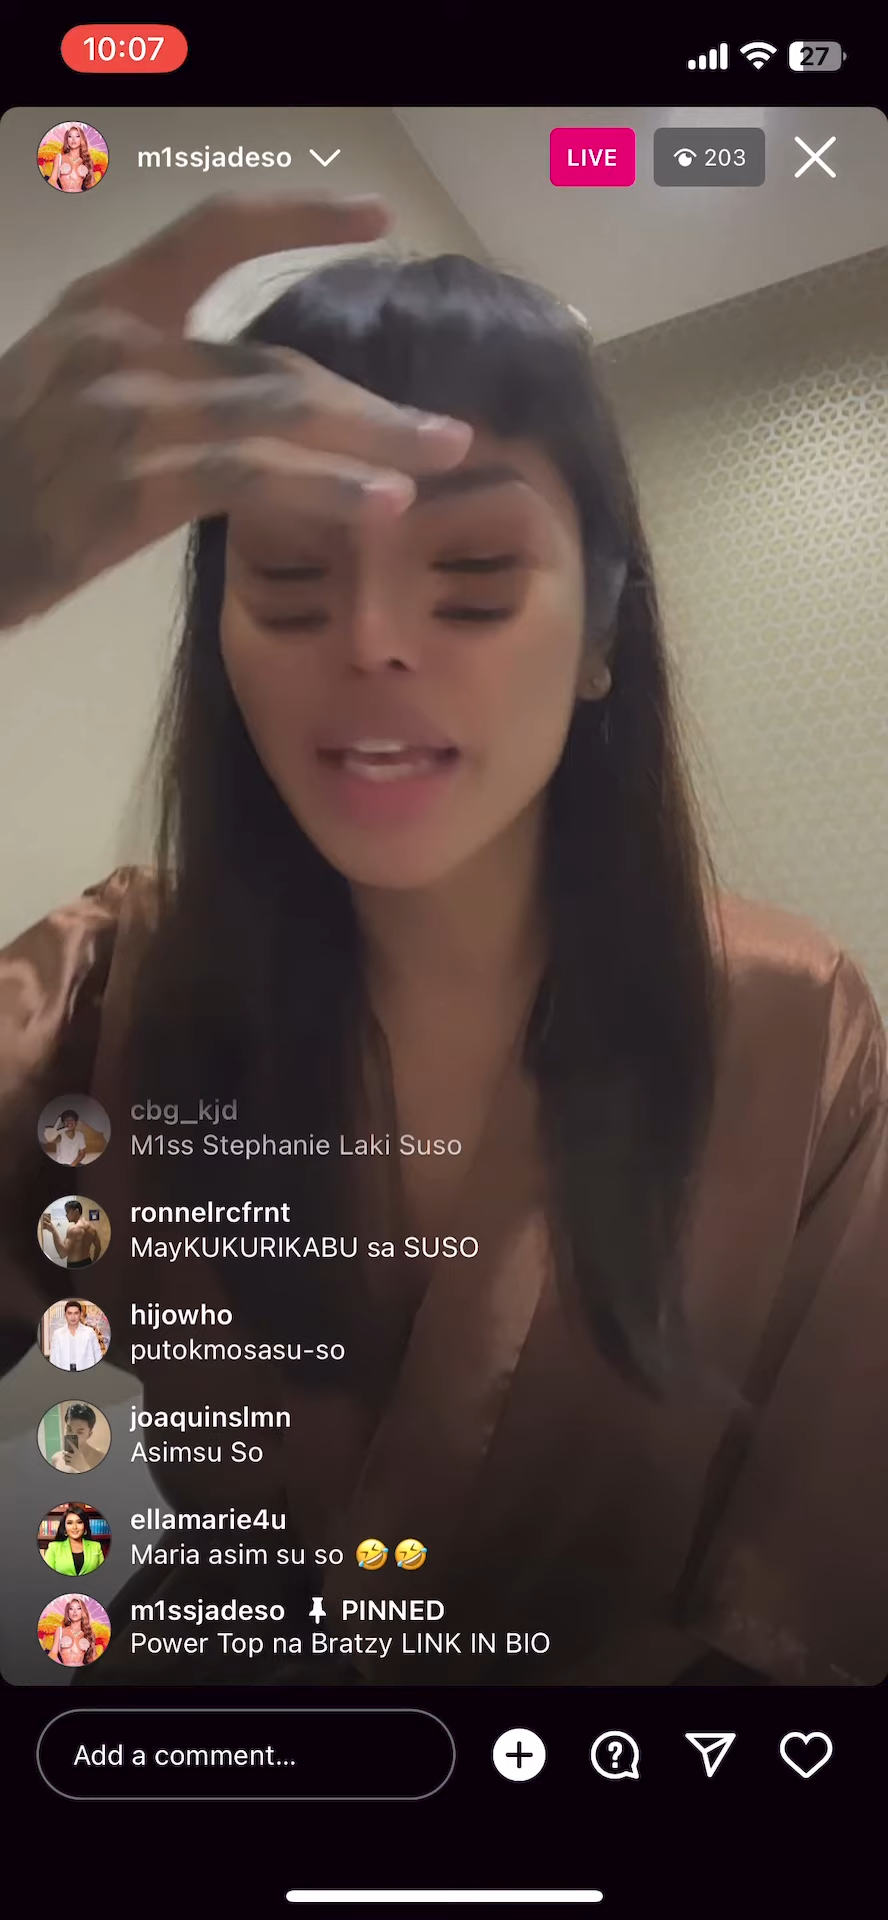 10:07
27
m1ssjadeso
LIVE
203
cbg_kjd
M1ss Stephanie Laki Suso
ronnelrcfrnt
MayKUKURIKABU sa SUSO
hijowho
putokmosasu-so
joaquinslmn
Asimsu So
ellamarie4u
Maria asim su so 🤣🤣
m1ssjadeso PINNED
Power Top na Bratzy LINK IN BIO
Add a comment...